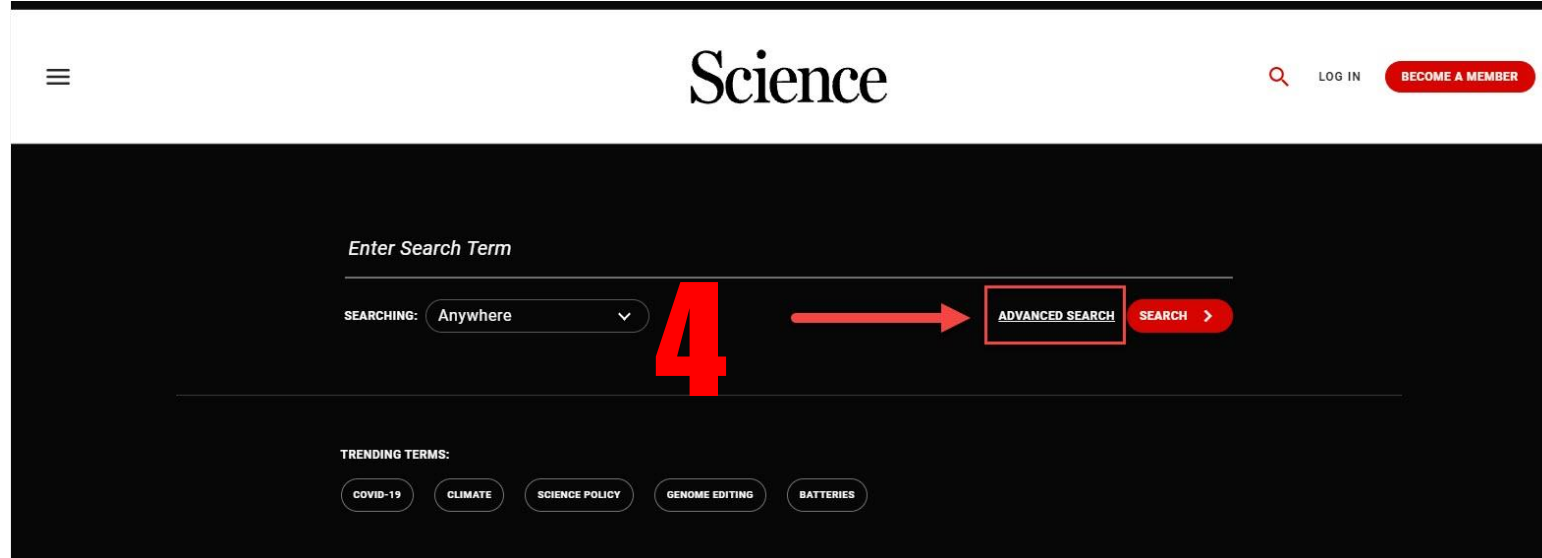 Science
LOG IN
BECOME A MEMBER
Enter Search Term
SEARCHING: Anywhere
4
ADVANCED SEARCH
SEARCH
TRENDING TERMS:
COVID-19 CLIMATE SCIENCE POLICY GENOME EDITING BATTERIES